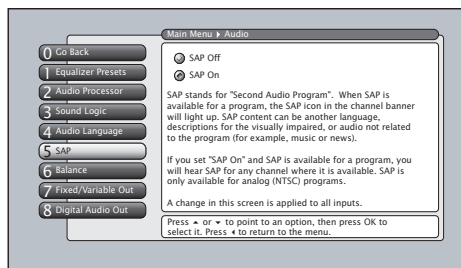 Main Menu ▸ Audio
0 Go Back
1 Equalizer Presets
2 Audio Processor
3 Sound Logic
4 Audio Language
5 SAP
6 Balance
7 Fixed/Variable Out
8 Digital Audio Out
SAP Off
SAP On
SAP stands for "Second Audio Program". When SAP is
available for a program, the SAP icon in the channel banner
will light up. SAP content can be another language,
descriptions for the visually impaired, or audio not related
to the program (for example, music or news).
If you set "SAP On" and SAP is available for a program, you
will hear SAP for any channel where it is available. SAP is
only available for analog (NTSC) programs.
A change in this screen is applied to all inputs.
Press ▴ or ▾ to point to an option, then press OK to
select it. Press ◂ to return to the menu.